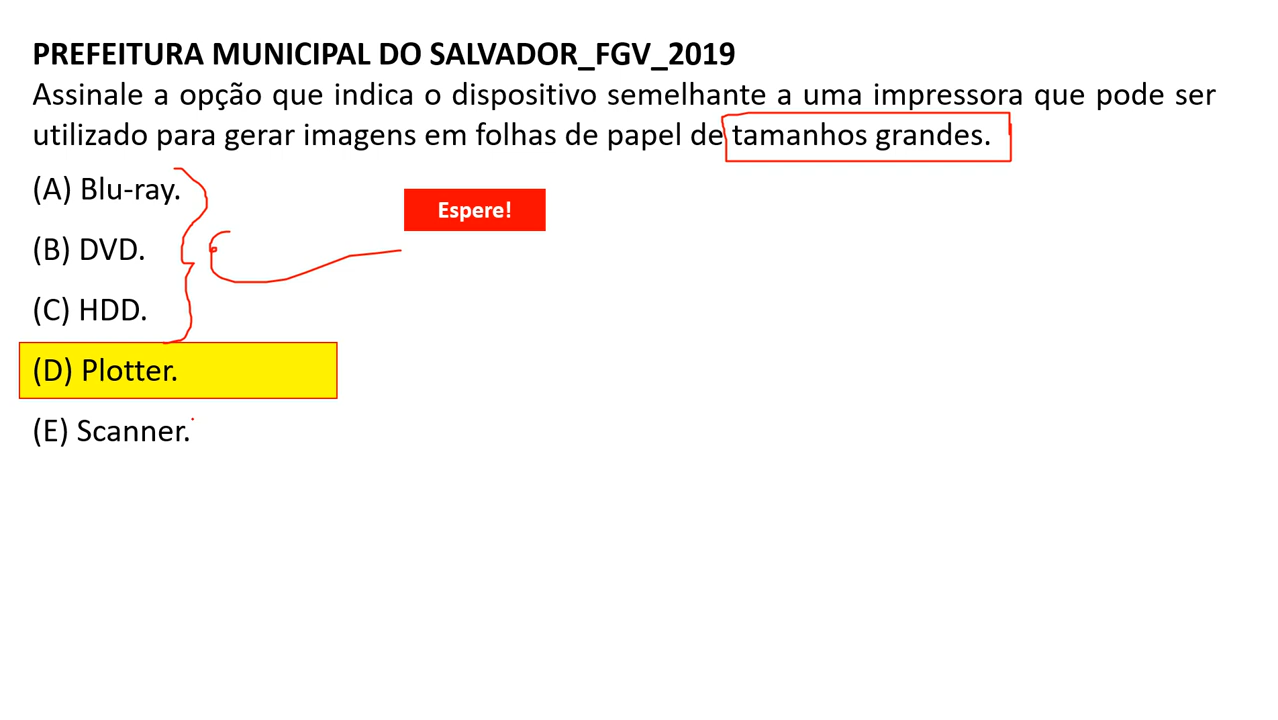 PREFEITURA MUNICIPAL DO SALVADOR_FGV_2019
Assinale a opção que indica o dispositivo semelhante a uma impressora que pode ser
utilizado para gerar imagens em folhas de papel de tamanhos grandes.
(A) Blu-ray.
Espere!
(B) DVD.
(C) HDD.
(D) Plotter.
(E) Scanner.